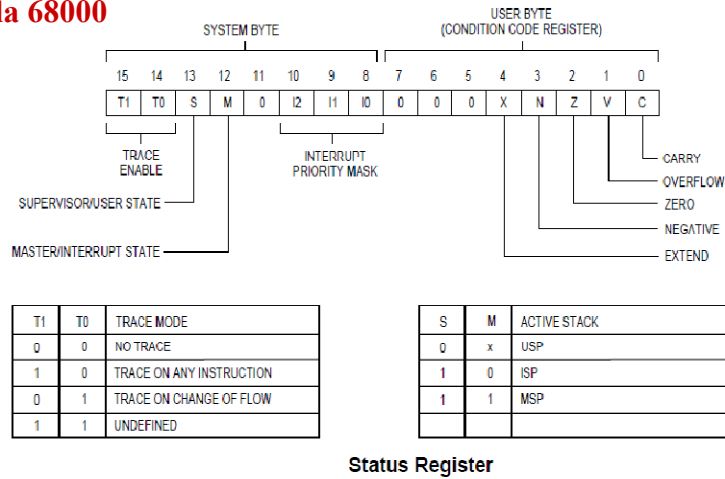 la 68000
SYSTEM BYTE
USER BYTE
(CONDITION CODE REGISTER)
15 14 13 12 11 10 9 8 7 6 5 4 3 2 1 0
T1 T0 S M 0 I2 I1 I0 0 0 0 X N Z V C
TRACE
ENABLE
INTERRUPT
PRIORITY MASK
SUPERVISOR/USER STATE
MASTER/INTERRUPT STATE
CARRY
OVERFLOW
ZERO
NEGATIVE
EXTEND
T1 T0 TRACE MODE
0 0 NO TRACE
1 0 TRACE ON ANY INSTRUCTION
0 1 TRACE ON CHANGE OF FLOW
1 1 UNDEFINED
S M ACTIVE STACK
0 x USP
1 0 ISP
1 1 MSP
Status Register